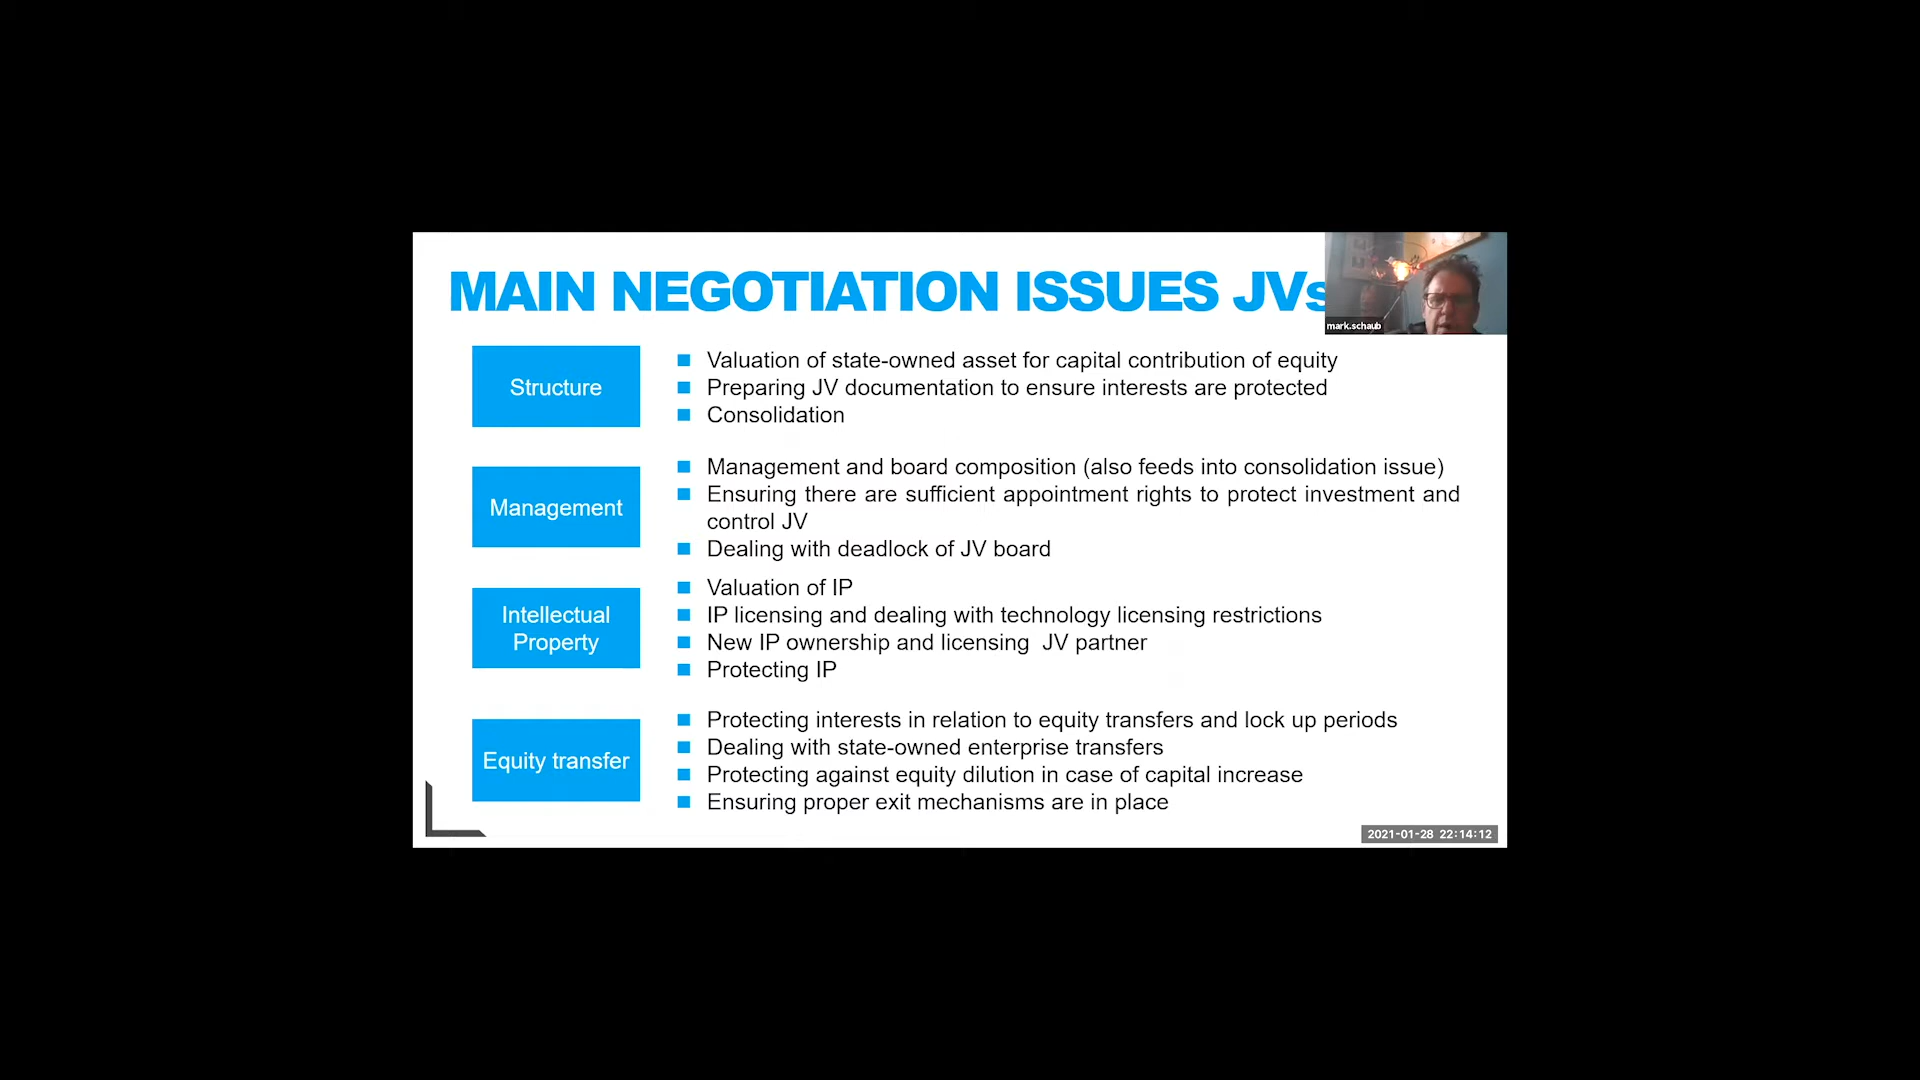 MAIN NEGOTIATION ISSUES JVs
mark.schaub
Structure
Valuation of state-owned asset for capital contribution of equity
Preparing JV documentation to ensure interests are protected
Consolidation
Management
Management and board composition (also feeds into consolidation issue)
Ensuring there are sufficient appointment rights to protect investment and
control JV
Dealing with deadlock of JV board
Intellectual
Property
Valuation of IP
IP licensing and dealing with technology licensing restrictions
New IP ownership and licensing  JV partner
Protecting IP
Equity transfer
Protecting interests in relation to equity transfers and lock up periods
Dealing with state-owned enterprise transfers
Protecting against equity dilution in case of capital increase
Ensuring proper exit mechanisms are in place
2021-01-28 22:14:12